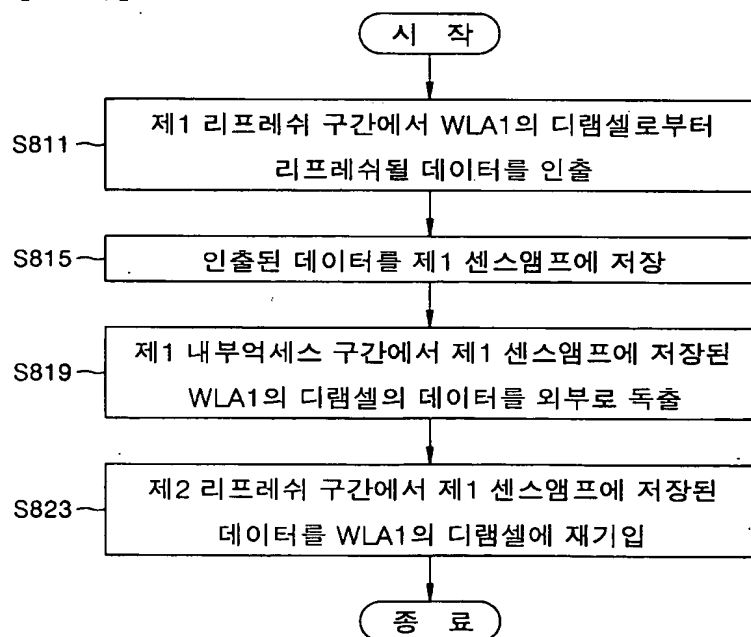 시 작
S811
제1 리프레쉬 구간에서 WLA1의 디램셀로부터
리프레쉬될 데이터를 인출
S815
인출된 데이터를 제1 센스앰프에 저장
S819
제1 내부억세스 구간에서 제1 센스앰프에 저장된
WLA1의 디램셀의 데이터를 외부로 독출
S823
제2 리프레쉬 구간에서 제1 센스앰프에 저장된
데이터를 WLA1의 디램셀에 재기입
종 료